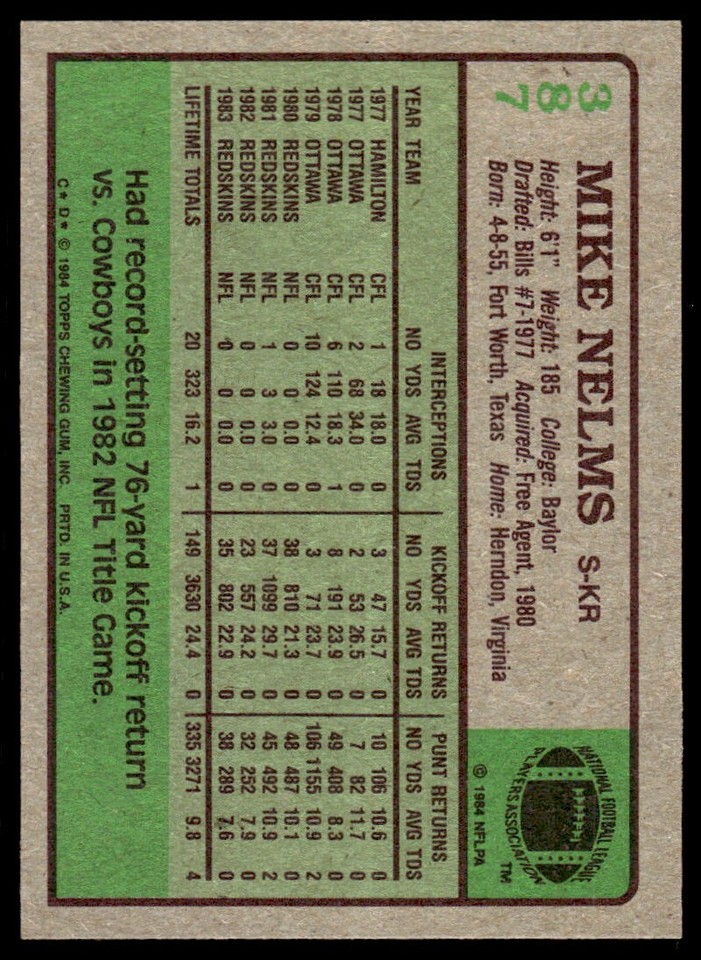 387
MIKE NELMS S-KR
Height: 6'1" Weight: 185 College: Baylor
Drafted: Bills #7-1977 Acquired: Free Agent, 1980
Born: 4-8-55, Fort Worth, Texas Home: Herndon, Virginia
NATIONAL FOOTBALL LEAGUE
PLAYERS ASSOCIATION
TM
© 1984 NFLPA
INTERCEPTIONS KICKOFF RETURNS PUNT RETURNS
YEAR TEAM NO YDS AVG TDS NO YDS AVG TDS NO YDS AVG TDS
1977 HAMILTON CFL 1 18 18.0 0 3 47 15.7 0 10 106 10.6 0
1977 OTTAWA CFL 2 68 34.0 0 2 53 26.5 0 7 82 11.7 0
1978 OTTAWA CFL 6 110 18.3 1 8 191 23.9 0 49 408 8.3 0
1979 OTTAWA CFL 10 124 12.4 0 3 71 23.7 0 106 1155 10.9 2
1980 REDSKINS NFL 0 0 0.0 0 38 810 21.3 0 48 487 10.1 0
1981 REDSKINS NFL 1 3 3.0 0 37 1099 29.7 0 45 492 10.9 2
1982 REDSKINS NFL 0 0 0.0 0 23 557 24.2 0 32 252 7.9 0
1983 REDSKINS NFL 0 0 0.0 0 35 802 22.9 0 38 289 7.6 0
LIFETIME TOTALS 20 323 16.2 1 149 3630 24.4 0 335 3271 9.8 4
Had record-setting 76-yard kickoff return
vs. Cowboys in 1982 NFL Title Game.
C* D* © 1984 TOPPS CHEWING GUM, INC. PRTD. IN U.S.A.